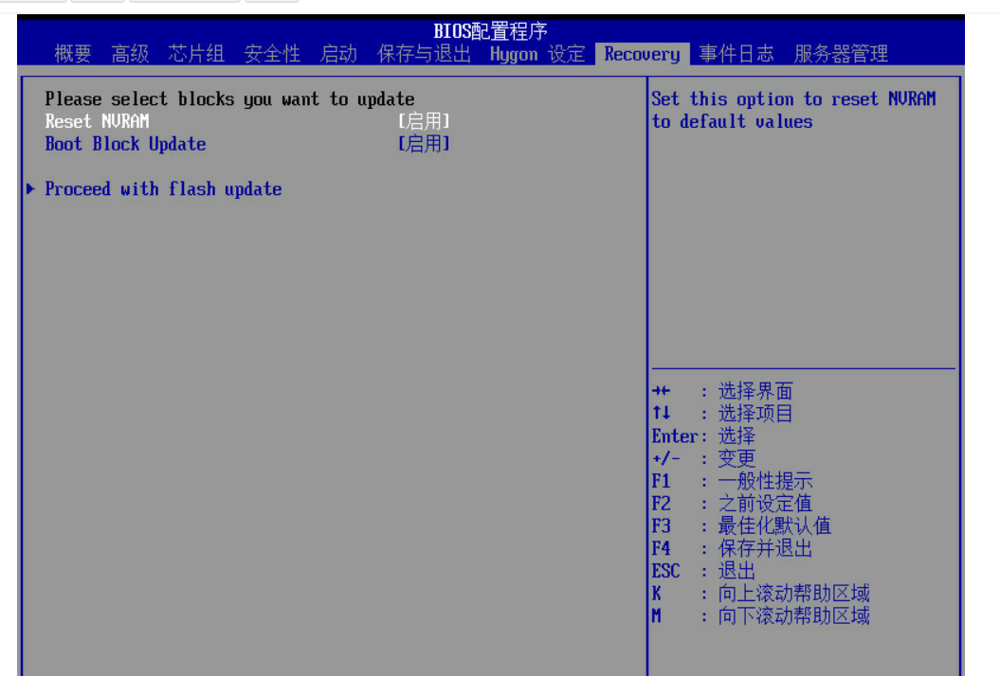 BIOS配置程序
概要 高级 芯片组 安全性 启动 保存与退出 Hygon 设定 Recovery 事件日志 服务器管理
Please select blocks you want to update
Reset NVRAM [启用]
Boot Block Update [启用]
Proceed with flash update
Set this option to reset NVRAM
to default values
→← : 选择界面
↑↓ : 选择项目
Enter: 选择
+/- : 变更
F1 : 一般性提示
F2 : 之前设定值
F3 : 最佳化默认值
F4 : 保存并退出
ESC : 退出
K : 向上滚动帮助区域
M : 向下滚动帮助区域